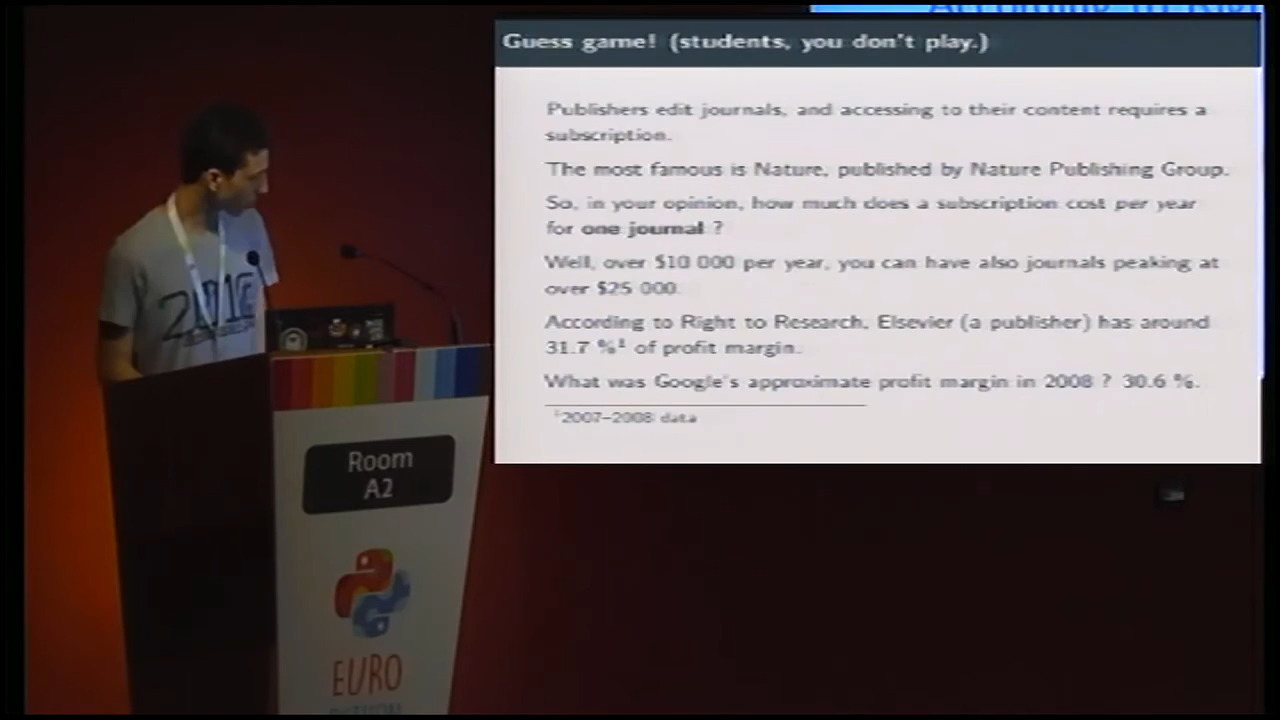 According to Right
Guess game! (students, you don't play.)
Publishers edit journals, and accessing to their content requires a
subscription.
The most famous is Nature, published by Nature Publishing Group.
So, in your opinion, how much does a subscription cost per year
for one journal ?
Well, over $10 000 per year, you can have also journals peaking at
over $25 000.
According to Right to Research, Elsevier (a publisher) has around
31.7 %¹ of profit margin.
What was Google's approximate profit margin in 2008 ? 30.6 %.
¹2007–2008 data
Room
A2
EURO
PYTHON